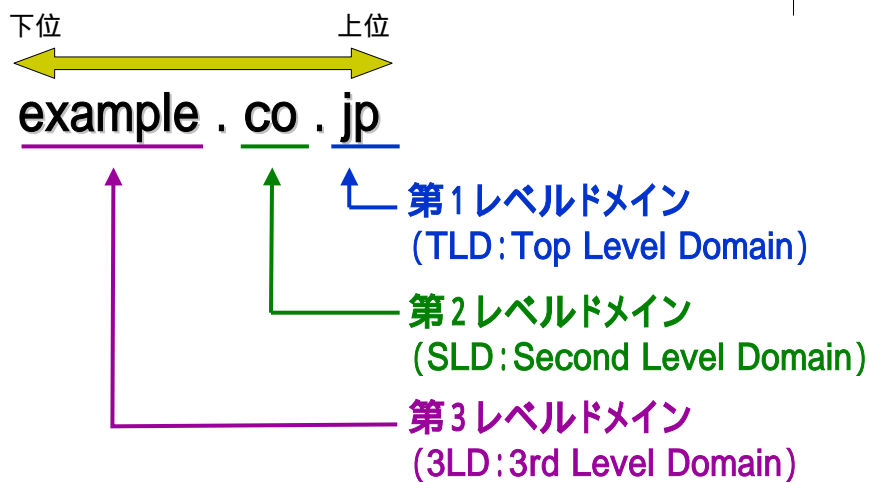 下位 上位
example . co . jp
第1レベルドメイン
(TLD:Top Level Domain)
第2レベルドメイン
(SLD:Second Level Domain)
第3レベルドメイン
(3LD:3rd Level Domain)